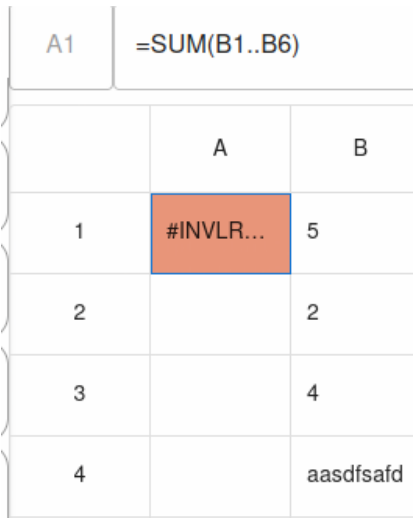 A1 =SUM(B1..B6)
A B
1 #INVLR... 5
2 2
3 4
4 aasdfsafd